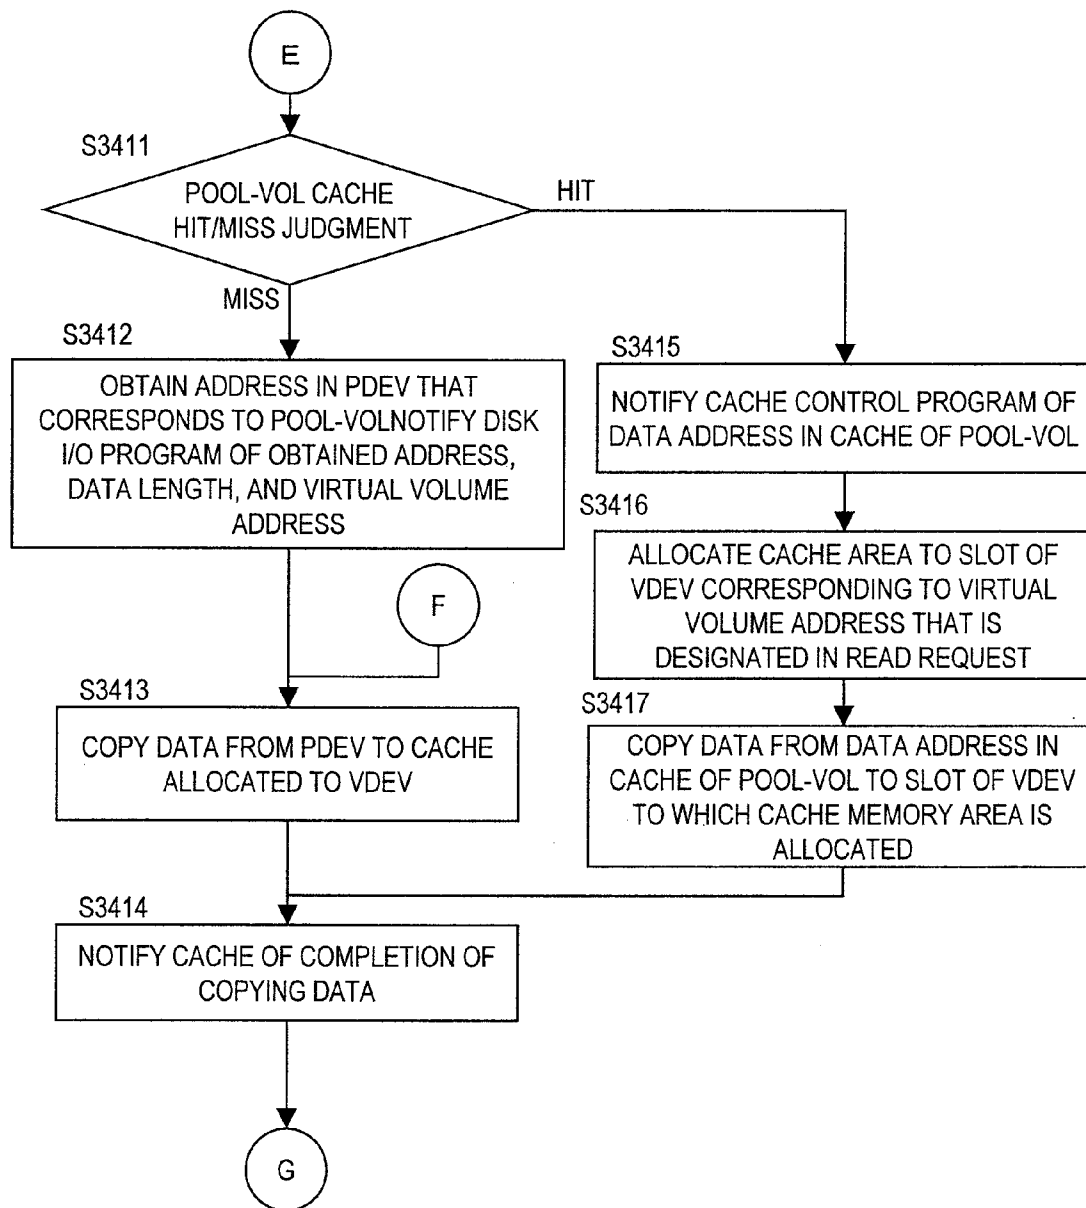 E
S3411
POOL-VOL CACHE
HIT/MISS JUDGMENT
HIT
MISS
S3412
OBTAIN ADDRESS IN PDEV THAT
CORRESPONDS TO POOL-VOLNOTIFY DISK
I/O PROGRAM OF OBTAINED ADDRESS,
DATA LENGTH, AND VIRTUAL VOLUME
ADDRESS
S3415
NOTIFY CACHE CONTROL PROGRAM OF
DATA ADDRESS IN CACHE OF POOL-VOL
S3416
ALLOCATE CACHE AREA TO SLOT OF
VDEV CORRESPONDING TO VIRTUAL
VOLUME ADDRESS THAT IS
DESIGNATED IN READ REQUEST
F
S3413
COPY DATA FROM PDEV TO CACHE
ALLOCATED TO VDEV
S3417
COPY DATA FROM DATA ADDRESS IN
CACHE OF POOL-VOL TO SLOT OF VDEV
TO WHICH CACHE MEMORY AREA IS
ALLOCATED
S3414
NOTIFY CACHE OF COMPLETION OF
COPYING DATA
G